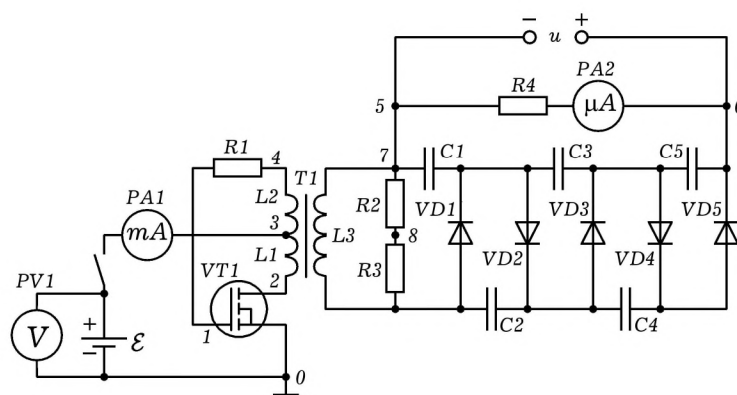 − u +
PA2
R4
μA
5
6
7
C1
C3
C5
R1
4
T1
L2
R2
VD1
VD3
VD5
PA1
mA
3
8
L3
L1
VT1
R3
VD2
VD4
2
PV1
V
+
−
ℰ
1
C2
C4
0